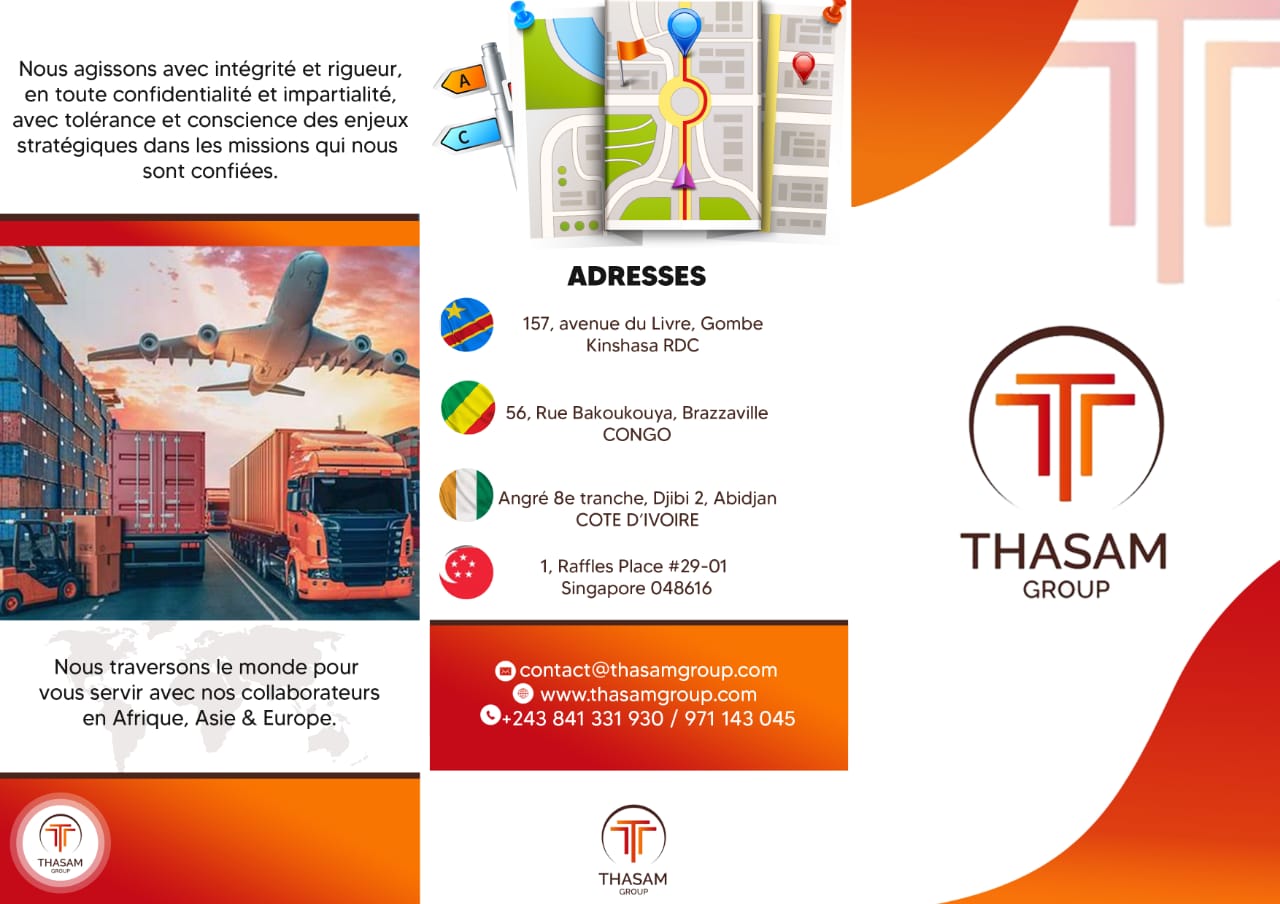 Nous agissons avec intégrité et rigueur,
en toute confidentialité et impartialité,
avec tolérance et conscience des enjeux
stratégiques dans les missions qui nous
sont confiées.
Nous traversons le monde pour
vous servir avec nos collaborateurs
en Afrique, Asie & Europe.
THASAM
GROUP
A
C
ADRESSES
157, avenue du Livre, Gombe
Kinshasa RDC
56, Rue Bakoukouya, Brazzaville
CONGO
Angré 8e tranche, Djibi 2, Abidjan
COTE D'IVOIRE
1, Raffles Place #29-01
Singapore 048616
contact@thasamgroup.com
www.thasamgroup.com
+243 841 331 930 / 971 143 045
THASAM
GROUP
THASAM
GROUP